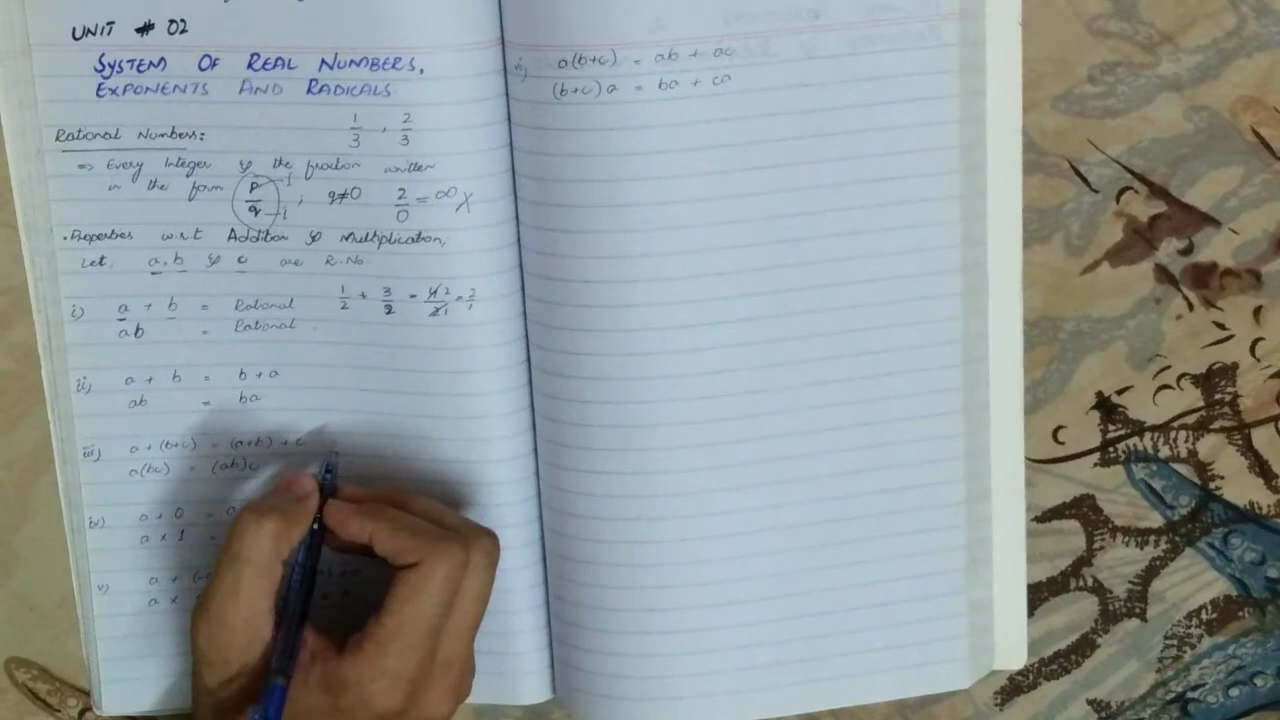 UNIT # 02
SYSTEM OF REAL NUMBERS,
EXPONENTS AND RADICALS
Rational Numbers: 1/3 , 2/3
⇒ Every Integer & the fraction written
in the form p/q ; q≠0 2/0 = ∞ X
. Properties w.r.t Addition & Multiplication,
Let, a, b & c are R.No
i) a + b = Rational 1/2 + 3/2 = 4 2/2 1 = 2/1
ab = Rational .
ii) a + b = b + a
ab = ba
iii) a + (b+c) = (a+b) + c
a(bc) = (ab)c
iv) a + 0 = a
a × 1 =
v) a + (-a
a ×
vi) a(b+c) = ab + ac
(b+c)a = ba + ca